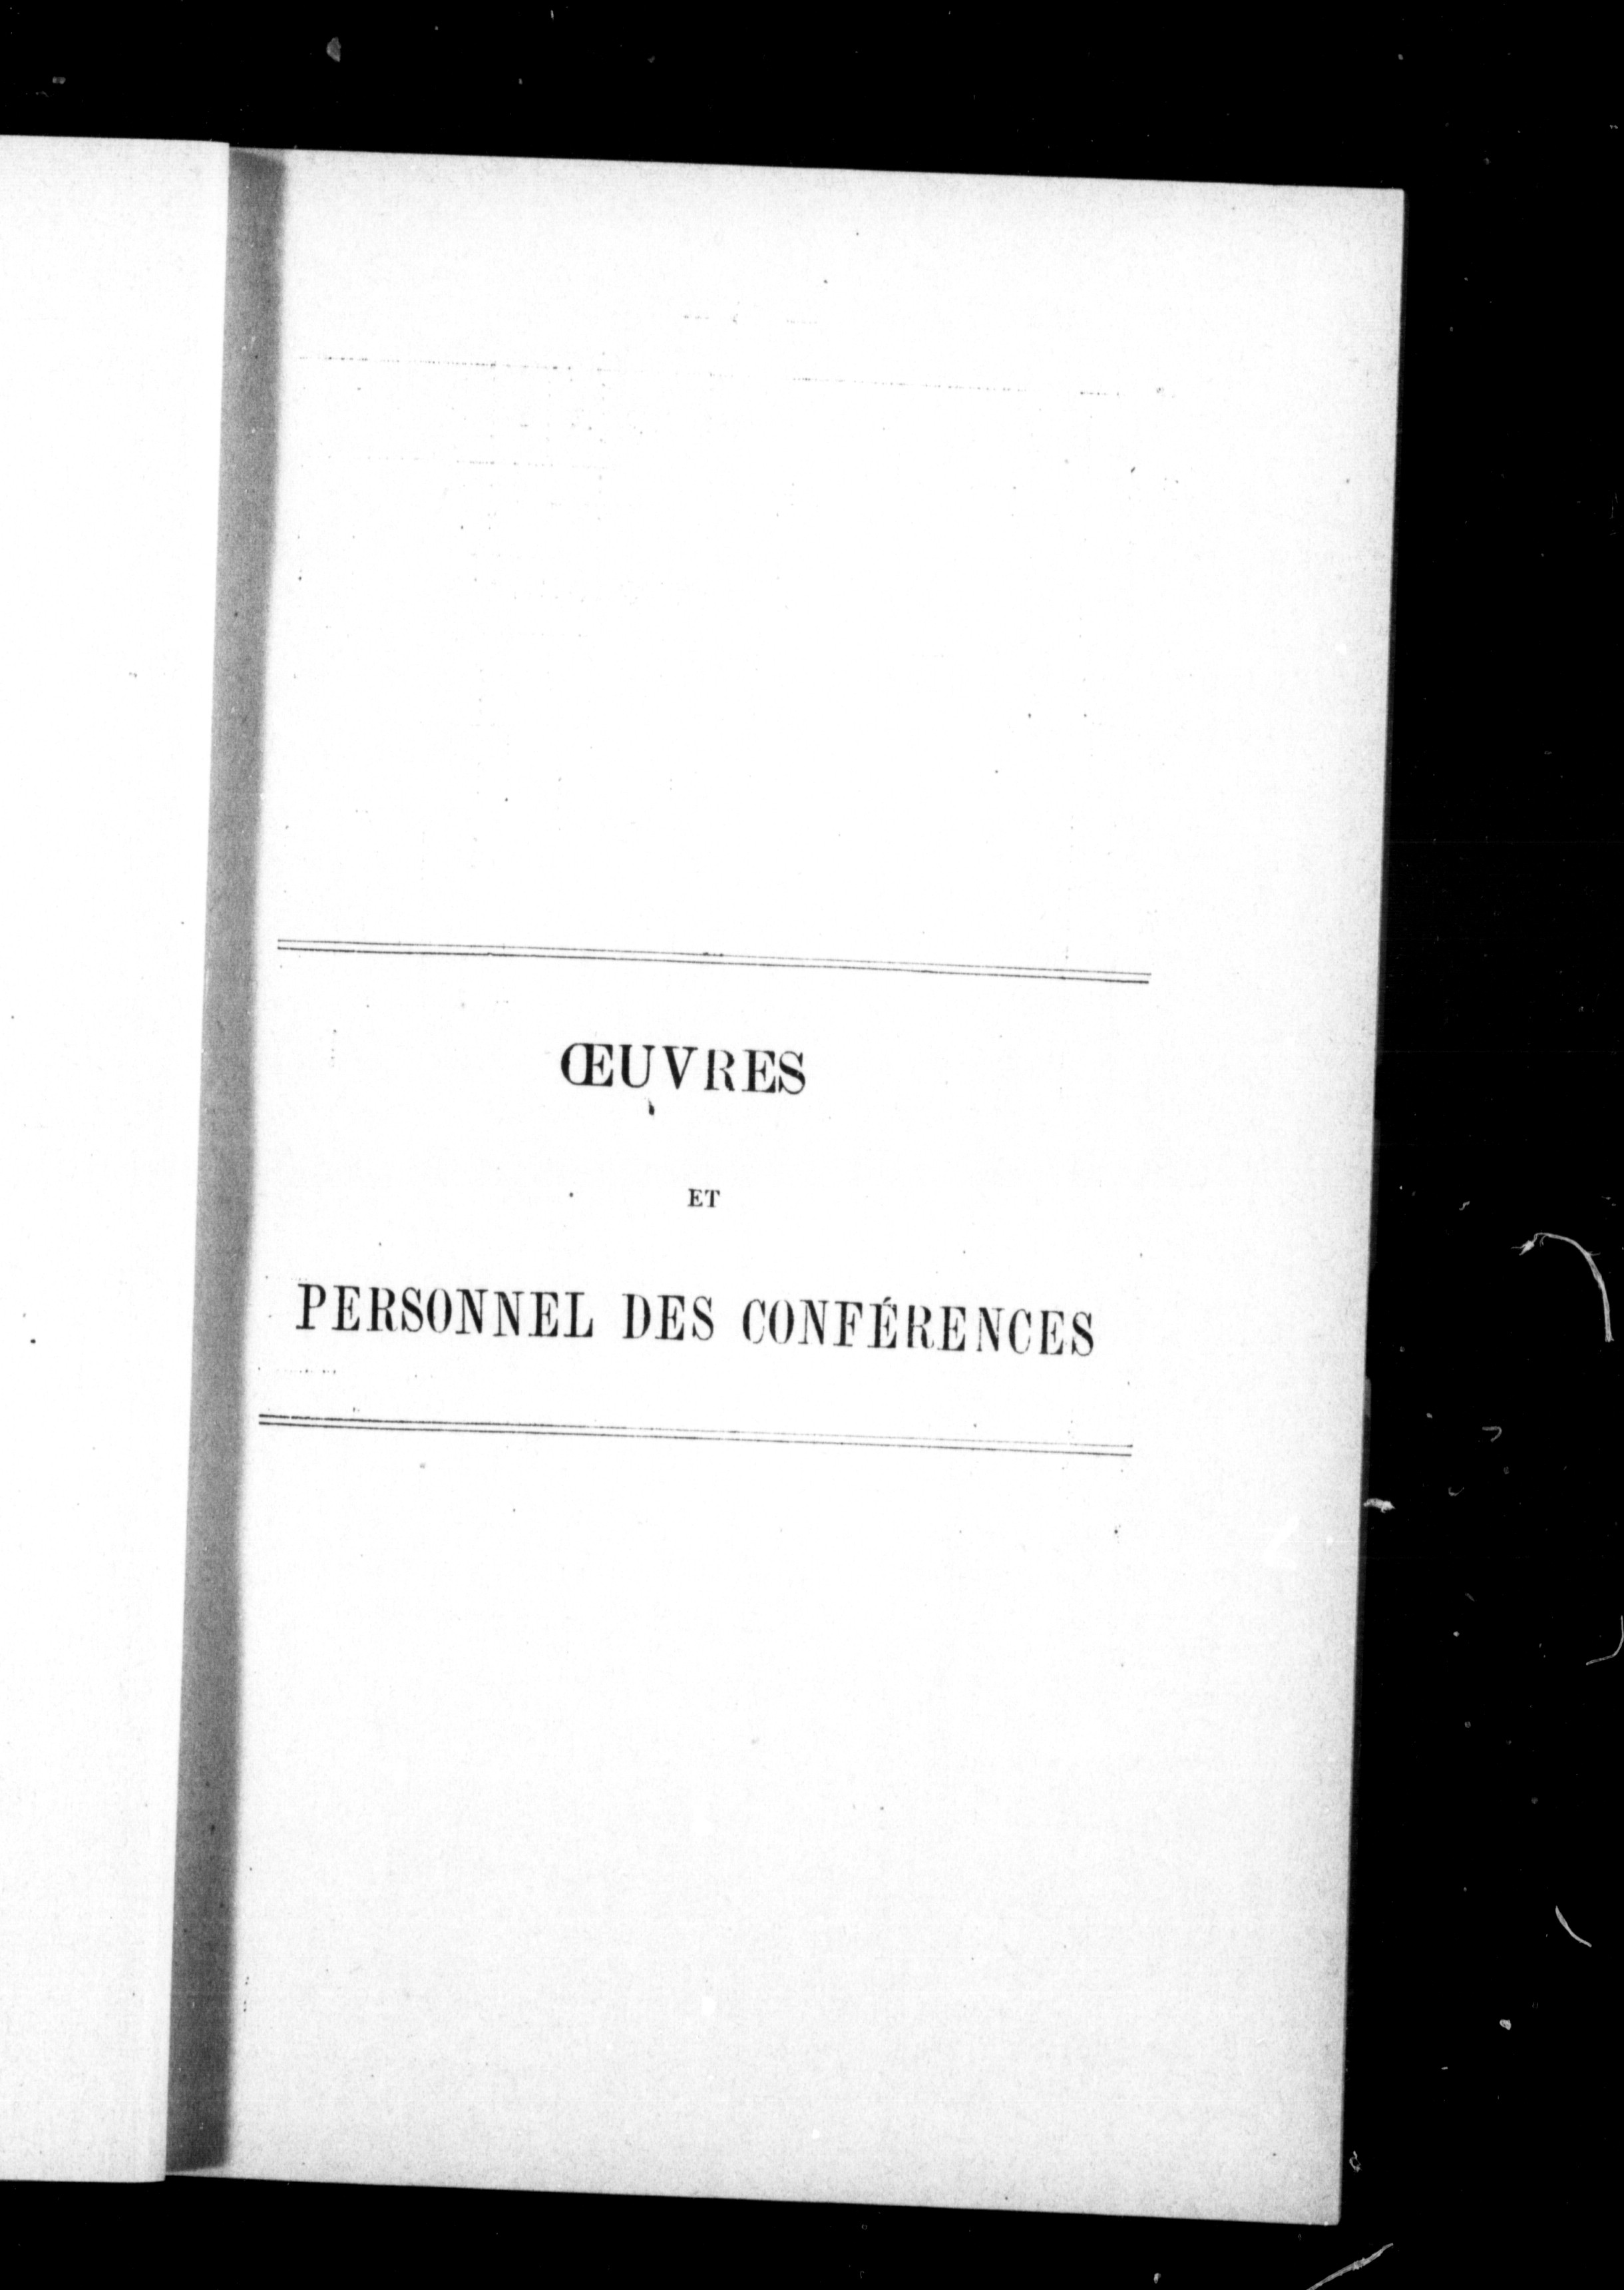 ŒUVRES
ET
PERSONNEL DES CONFÉRENCES